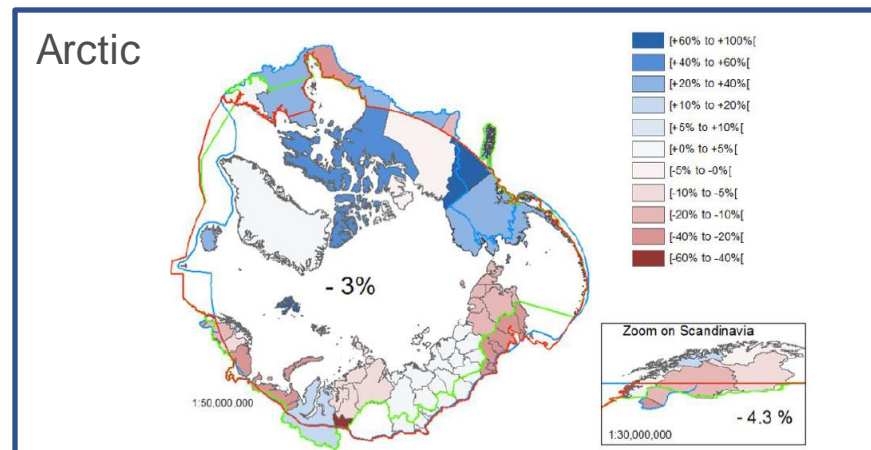 Arctic
[+60% to +100%[
[+40% to +60%[
[+20% to +40%[
[+10% to +20%[
[+5% to +10%[
[+0% to +5%[
[-5% to -0%[
[-10% to -5%[
[-20% to -10%[
[-40% to -20%[
[-60% to -40%[
- 3%
Zoom on Scandinavia
- 4.3 %
1:50,000,000
1:30,000,000